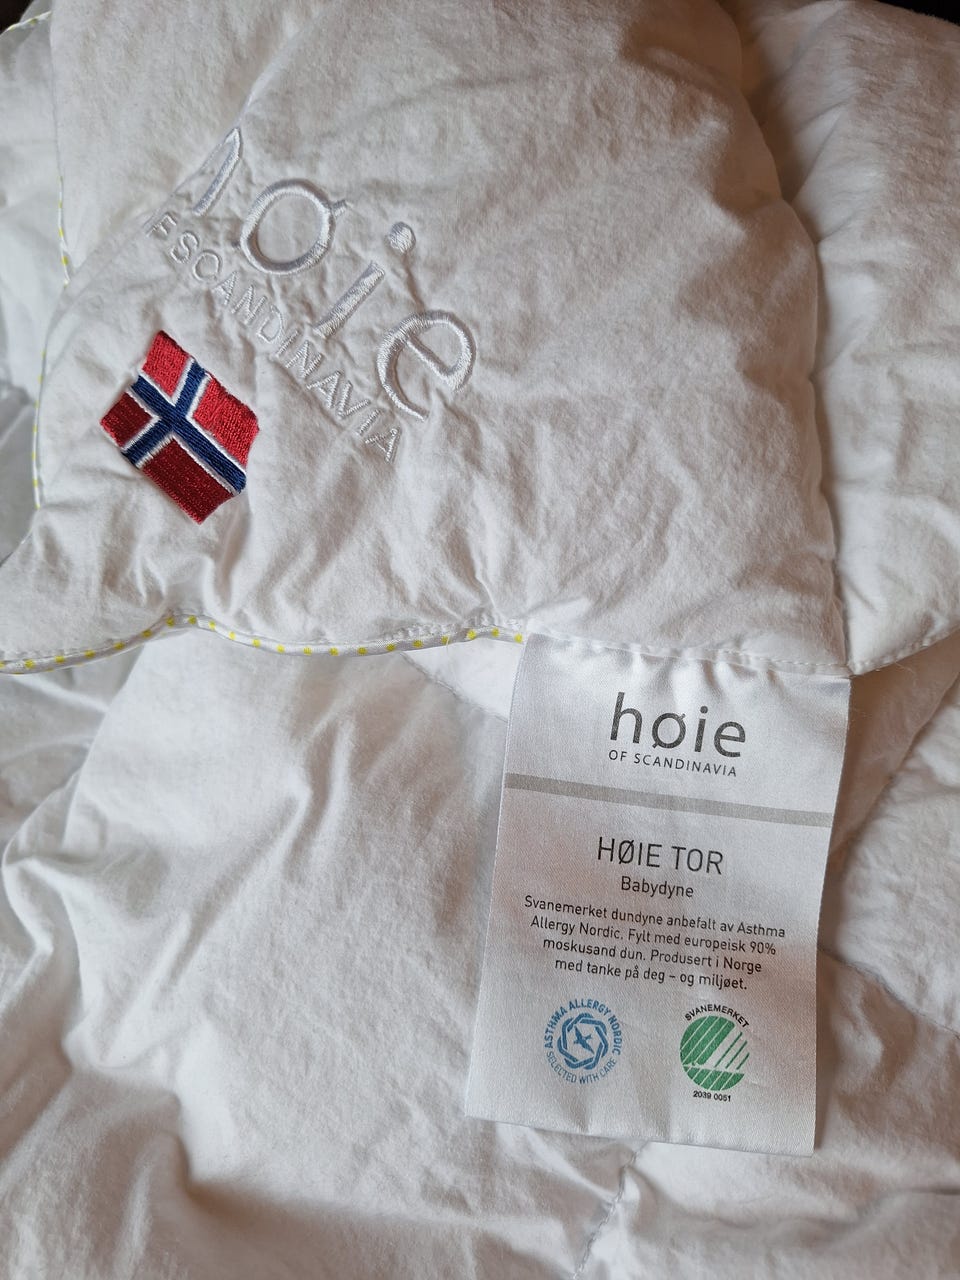 høie
F SCANDINAVIA
høie
OF SCANDINAVIA
HØIE TOR
Babydyne
Svanemerket dundyne anbefalt av Asthma
Allergy Nordic. Fylt med europeisk 90%
moskusand dun. Produsert i Norge
med tanke på deg – og miljøet.
ASTHMA ALLERGY NORDIC
SELECTED WITH CARE
SVANEMERKET
2039 0051